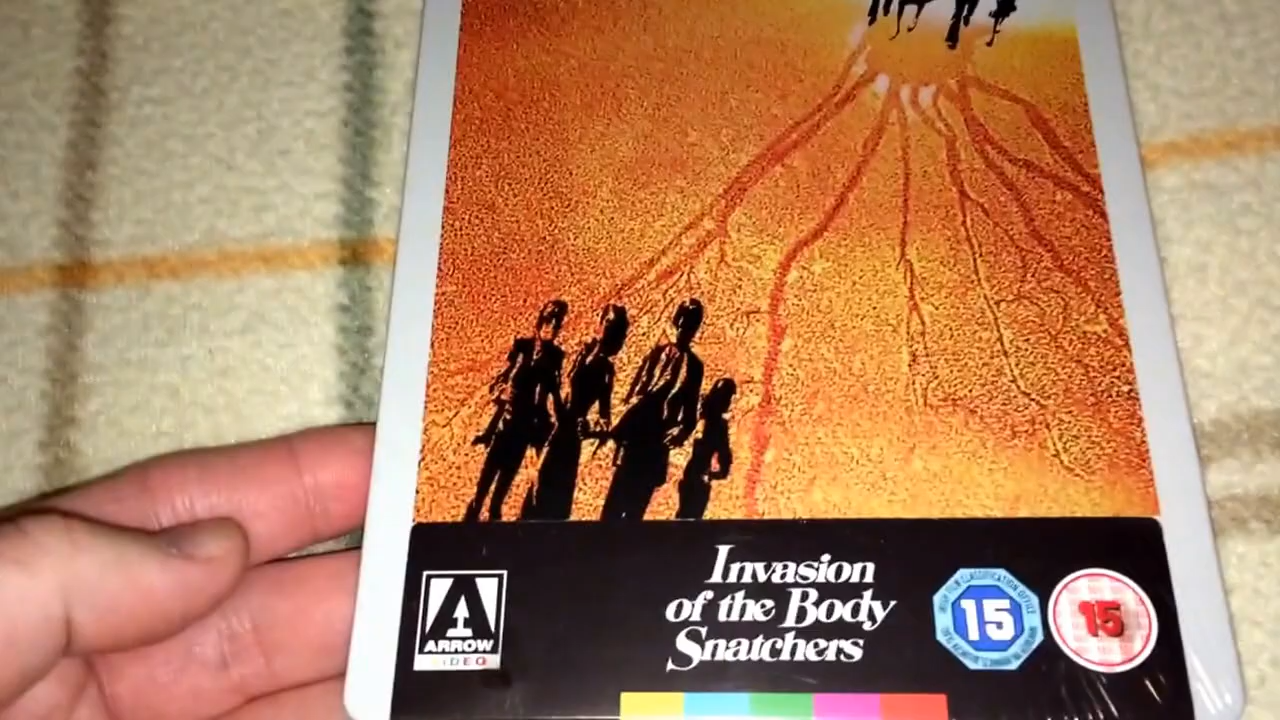 Invasion
of the Body
Snatchers
15
15
ARROW
VIDEO